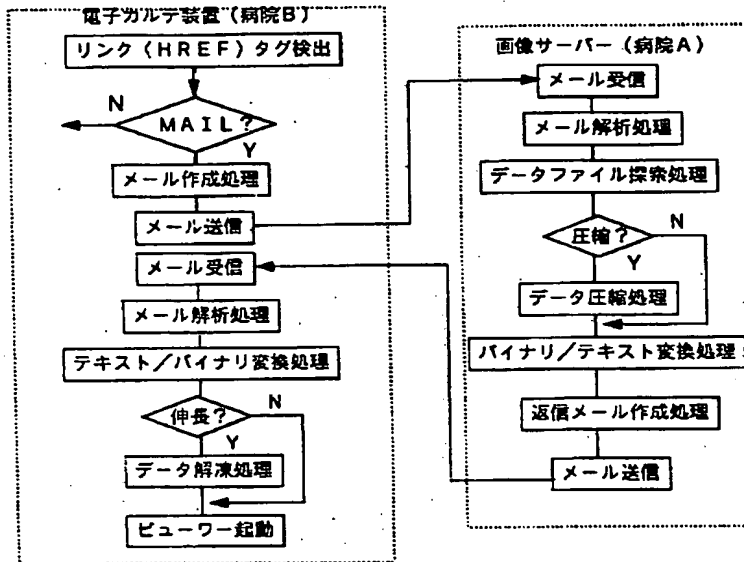 電子カルテ装置（病院B）
リンク（HREF）タグ検出
N
MAIL？
Y
メール作成処理
メール送信
メール受信
メール解析処理
テキスト／バイナリ変換処理
伸長？
N
Y
データ解凍処理
ビューワー起動
画像サーバー（病院A）
メール受信
メール解析処理
データファイル探索処理
圧縮？
N
Y
データ圧縮処理
バイナリ／テキスト変換処理
返信メール作成処理
メール送信